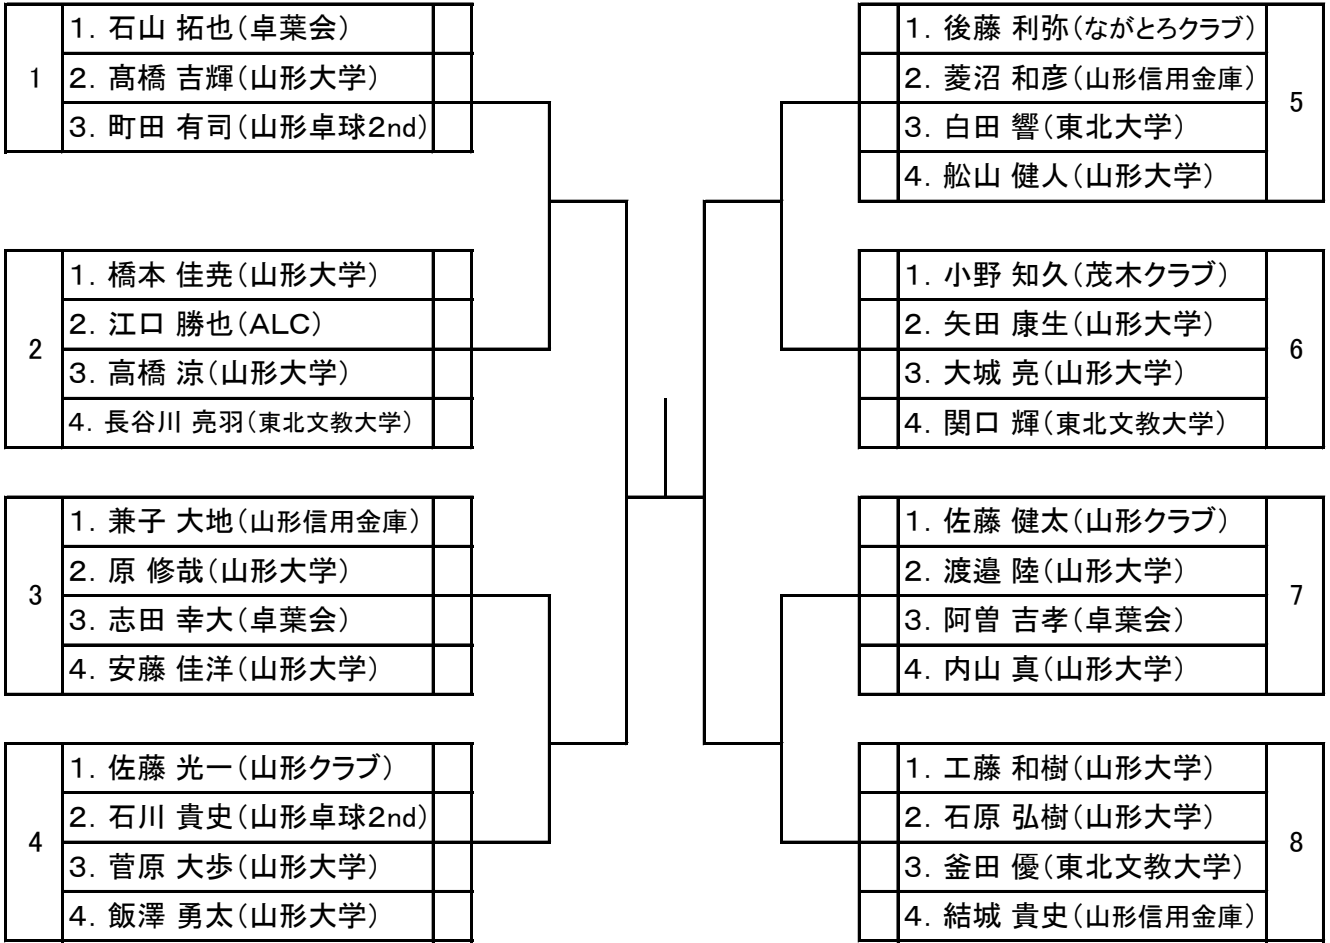 1
1. 石山 拓也(卓葉会)
2. 髙橋 吉輝(山形大学)
3. 町田 有司(山形卓球2nd)
2
1. 橋本 佳尭(山形大学)
2. 江口 勝也(ALC)
3. 高橋 涼(山形大学)
4. 長谷川 亮羽(東北文教大学)
3
1. 兼子 大地(山形信用金庫)
2. 原 修哉(山形大学)
3. 志田 幸大(卓葉会)
4. 安藤 佳洋(山形大学)
4
1. 佐藤 光一(山形クラブ)
2. 石川 貴史(山形卓球2nd)
3. 菅原 大歩(山形大学)
4. 飯澤 勇太(山形大学)
5
1. 後藤 利弥(ながとろクラブ)
2. 菱沼 和彦(山形信用金庫)
3. 白田 響(東北大学)
4. 舩山 健人(山形大学)
6
1. 小野 知久(茂木クラブ)
2. 矢田 康生(山形大学)
3. 大城 亮(山形大学)
4. 関口 輝(東北文教大学)
7
1. 佐藤 健太(山形クラブ)
2. 渡邉 陸(山形大学)
3. 阿曽 吉孝(卓葉会)
4. 内山 真(山形大学)
8
1. 工藤 和樹(山形大学)
2. 石原 弘樹(山形大学)
3. 釜田 優(東北文教大学)
4. 結城 貴史(山形信用金庫)